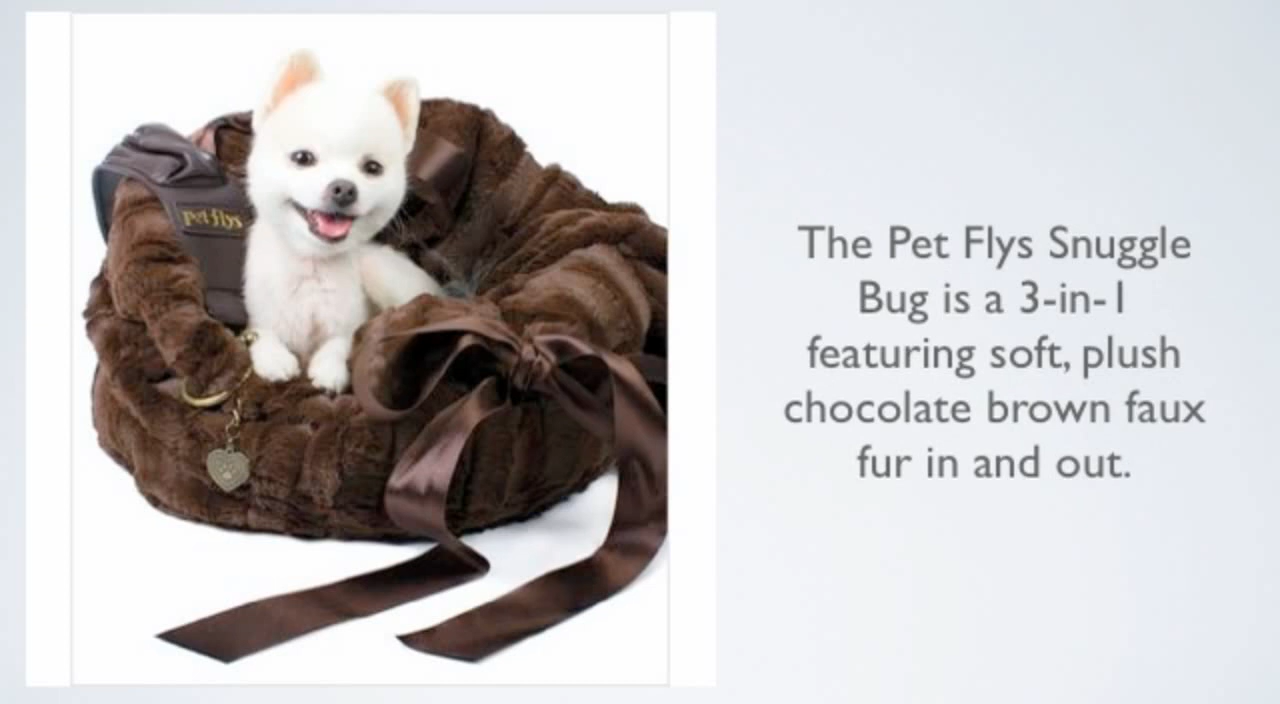 Pet flys
The Pet Flys Snuggle
Bug is a 3-in-1
featuring soft, plush
chocolate brown faux
fur in and out.